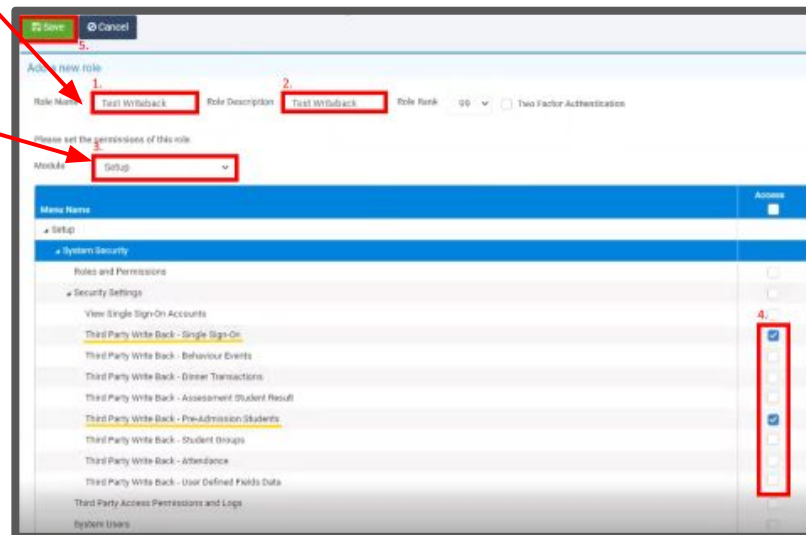 Save Cancel
5.
Add a new role
1. 2.
Role Name Test Writeback Role Description Test Writeback Role Rank 99 Two Factor Authentication
Please set the permissions of this role
3.
Module Setup
Access
Menu Name
Setup
System Security
Roles and Permissions
Security Settings
View Single Sign-On Accounts
4.
Third Party Write Back - Single Sign-On
Third Party Write Back - Behaviour Events
Third Party Write Back - Dinner Transactions
Third Party Write Back - Assessment Student Result
Third Party Write Back - Pre-Admission Students
Third Party Write Back - Student Groups
Third Party Write Back - Attendance
Third Party Write Back - User Defined Fields Data
Third Party Access Permissions and Logs
System Users